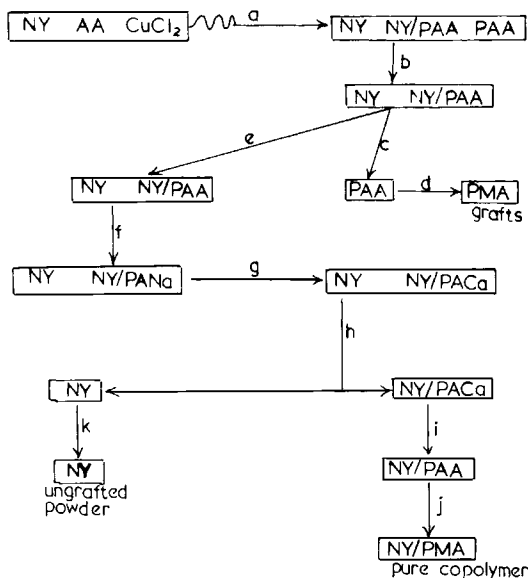 NY AA CuCl₂ a NY NY/PAA PAA
b
NY NY/PAA
e c
NY NY/PAA PAA d PMA
grafts
f
NY NY/PANa g NY NY/PACa
h
NY NY/PACa
k i
NY NY/PAA
ungrafted
powder
j
NY/PMA
pure copolymer